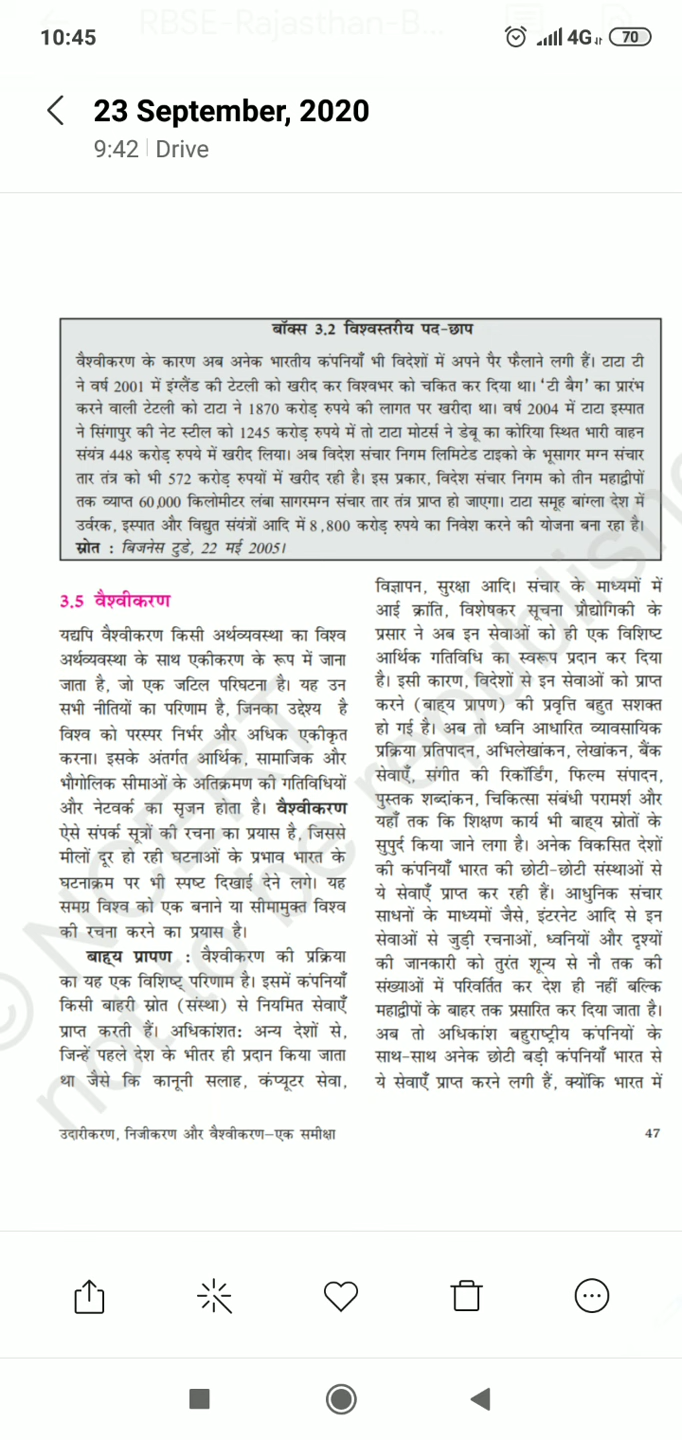 RBSE-Rajasthan-B...
10:45
4G
70
23 September, 2020
9:42 | Drive
बॉक्स 3.2 विश्वस्तरीय पद-छाप
वैश्वीकरण के कारण अब अनेक भारतीय कंपनियाँ भी विदेशों में अपने पैर फैलाने लगी हैं। टाटा टी
ने वर्ष 2001 में इंग्लैंड की टेटली को खरीद कर विश्वभर को चकित कर दिया था। 'टी बैग' का प्रारंभ
करने वाली टेटली को टाटा ने 1870 करोड़ रुपये की लागत पर खरीदा था। वर्ष 2004 में टाटा इस्पात
ने सिंगापुर की नेट स्टील को 1245 करोड़ रुपये में तो टाटा मोटर्स ने डेबू का कोरिया स्थित भारी वाहन
संयंत्र 448 करोड़ रुपये में खरीद लिया। अब विदेश संचार निगम लिमिटेड टाइको के भूसागर मग्न संचार
तार तंत्र को भी 572 करोड़ रुपयों में खरीद रही है। इस प्रकार, विदेश संचार निगम को तीन महाद्वीपों
तक व्याप्त 60,000 किलोमीटर लंबा सागरमग्न संचार तार तंत्र प्राप्त हो जाएगा। टाटा समूह बांग्ला देश में
उर्वरक, इस्पात और विद्युत संयंत्रों आदि में 8,800 करोड़ रुपये का निवेश करने की योजना बना रहा है।
स्रोत : बिजनेस टुडे, 22 मई 2005।
3.5 वैश्वीकरण
यद्यपि वैश्वीकरण किसी अर्थव्यवस्था का विश्व
अर्थव्यवस्था के साथ एकीकरण के रूप में जाना
जाता है, जो एक जटिल परिघटना है। यह उन
सभी नीतियों का परिणाम है, जिनका उद्देश्य है
विश्व को परस्पर निर्भर और अधिक एकीकृत
करना। इसके अंतर्गत आर्थिक, सामाजिक और
भौगोलिक सीमाओं के अतिक्रमण की गतिविधियों
और नेटवर्क का सृजन होता है। वैश्वीकरण
ऐसे संपर्क सूत्रों की रचना का प्रयास है, जिससे
मीलों दूर हो रही घटनाओं के प्रभाव भारत के
घटनाक्रम पर भी स्पष्ट दिखाई देने लगे। यह
समग्र विश्व को एक बनाने या सीमामुक्त विश्व
की रचना करने का प्रयास है।
बाह्य प्रापण : वैश्वीकरण की प्रक्रिया
का यह एक विशिष्ट परिणाम है। इसमें कंपनियाँ
किसी बाहरी स्रोत (संस्था) से नियमित सेवाएँ
प्राप्त करती हैं। अधिकांशत: अन्य देशों से,
जिन्हें पहले देश के भीतर ही प्रदान किया जाता
था जैसे कि कानूनी सलाह, कंप्यूटर सेवा,
विज्ञापन, सुरक्षा आदि। संचार के माध्यमों में
आई क्रांति, विशेषकर सूचना प्रौद्योगिकी के
प्रसार ने अब इन सेवाओं को ही एक विशिष्ट
आर्थिक गतिविधि का स्वरूप प्रदान कर दिया
है। इसी कारण, विदेशों से इन सेवाओं को प्राप्त
करने (बाह्य प्रापण) की प्रवृत्ति बहुत सशक्त
हो गई है। अब तो ध्वनि आधारित व्यावसायिक
प्रक्रिया प्रतिपादन, अभिलेखांकन, लेखांकन, बैंक
सेवाएँ, संगीत की रिकॉर्डिंग, फिल्म संपादन,
पुस्तक शब्दांकन, चिकित्सा संबंधी परामर्श और
यहाँ तक कि शिक्षण कार्य भी बाह्य स्रोतों के
सुपुर्द किया जाने लगा है। अनेक विकसित देशों
की कंपनियाँ भारत की छोटी-छोटी संस्थाओं से
ये सेवाएँ प्राप्त कर रही हैं। आधुनिक संचार
साधनों के माध्यमों जैसे, इंटरनेट आदि से इन
सेवाओं से जुड़ी रचनाओं, ध्वनियों और दृश्यों
की जानकारी को तुरंत शून्य से नौ तक की
संख्याओं में परिवर्तित कर देश ही नहीं बल्कि
महाद्वीपों के बाहर तक प्रसारित कर दिया जाता है।
अब तो अधिकांश बहुराष्ट्रीय कंपनियों के
साथ-साथ अनेक छोटी बड़ी कंपनियाँ भारत से
ये सेवाएँ प्राप्त करने लगी हैं, क्योंकि भारत में
© NCERT
not to be republishe
उदारीकरण, निजीकरण और वैश्वीकरण–एक समीक्षा
47